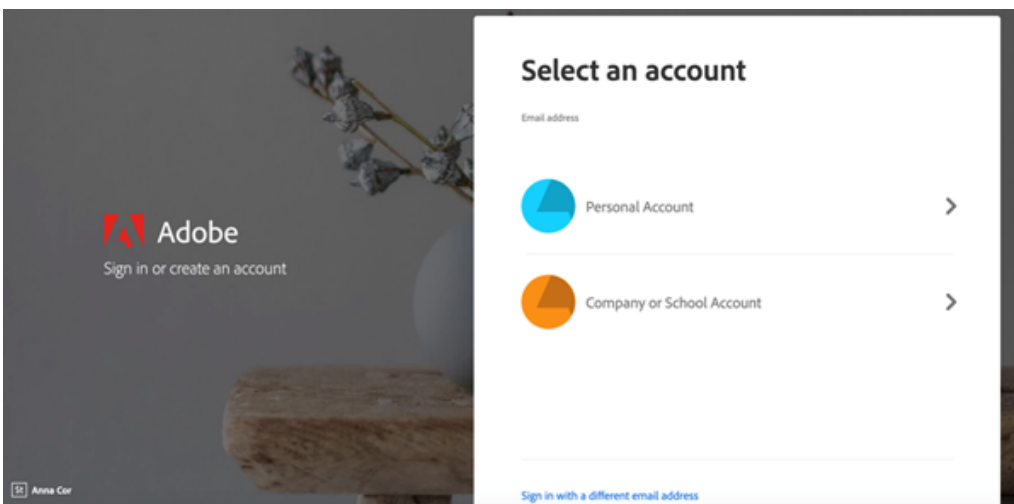 Select an account
Email address
Personal Account
Adobe
Sign in or create an account
Company or School Account
St Anna Cor
Sign in with a different email address